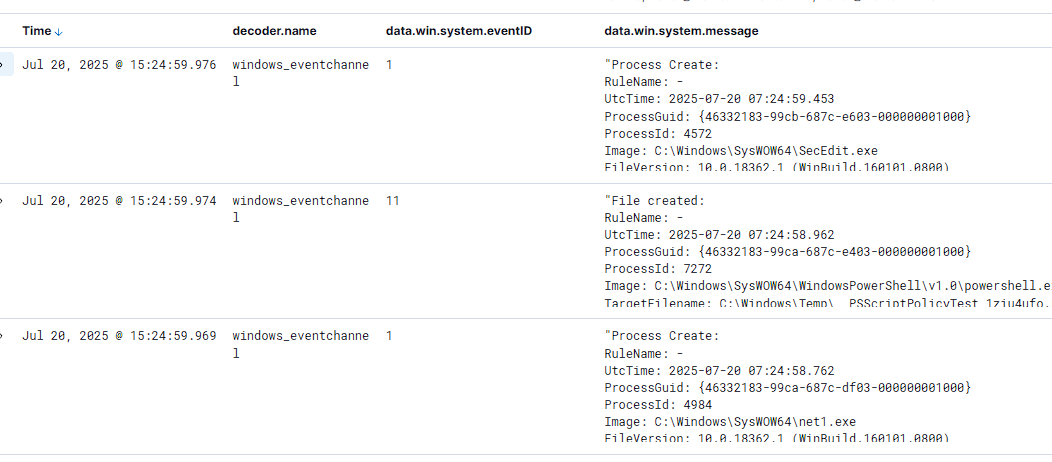 Time ↓ decoder.name data.win.system.eventID data.win.system.message
Jul 20, 2025 @ 15:24:59.976 windows_eventchanne 1 "Process Create:
l RuleName: -
UtcTime: 2025-07-20 07:24:59.453
ProcessGuid: {46332183-99cb-687c-e603-000000001000}
ProcessId: 4572
Image: C:\Windows\SysWOW64\SecEdit.exe
FileVersion: 10.0.18362.1 (WinBuild.160101.0800)
Jul 20, 2025 @ 15:24:59.974 windows_eventchanne 11 "File created:
l RuleName: -
UtcTime: 2025-07-20 07:24:58.962
ProcessGuid: {46332183-99ca-687c-e403-000000001000}
ProcessId: 7272
Image: C:\Windows\SysWOW64\WindowsPowerShell\v1.0\powershell.e
TargetFilename: C:\Windows\Temp\__PSScriptPolicyTest_1ziu4ufo.
Jul 20, 2025 @ 15:24:59.969 windows_eventchanne 1 "Process Create:
l RuleName: -
UtcTime: 2025-07-20 07:24:58.762
ProcessGuid: {46332183-99ca-687c-df03-000000001000}
ProcessId: 4984
Image: C:\Windows\SysWOW64\net1.exe
FileVersion: 10.0.18362.1 (WinBuild.160101.0800)